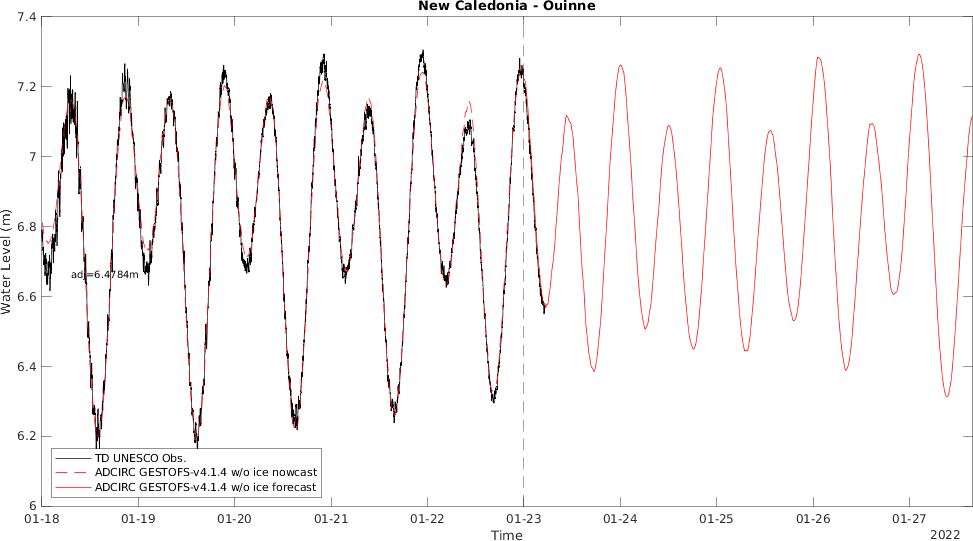 New Caledonia - Ouinne
7.4
7.2
7
6.8
6.6
6.4
6.2
6
Water Level (m)
adj=6.4784m
TD UNESCO Obs.
ADCIRC GESTOFS-v4.1.4 w/o ice nowcast
ADCIRC GESTOFS-v4.1.4 w/o ice forecast
01-18 01-19 01-20 01-21 01-22 01-23 01-24 01-25 01-26 01-27
Time
2022